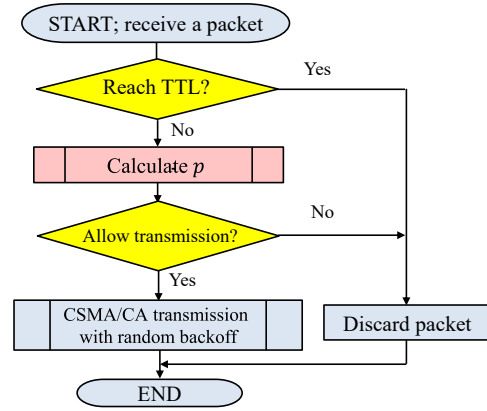 START; receive a packet
Reach TTL?
Yes
No
Calculate p
No
Allow transmission?
Yes
CSMA/CA transmission
with random backoff
Discard packet
END